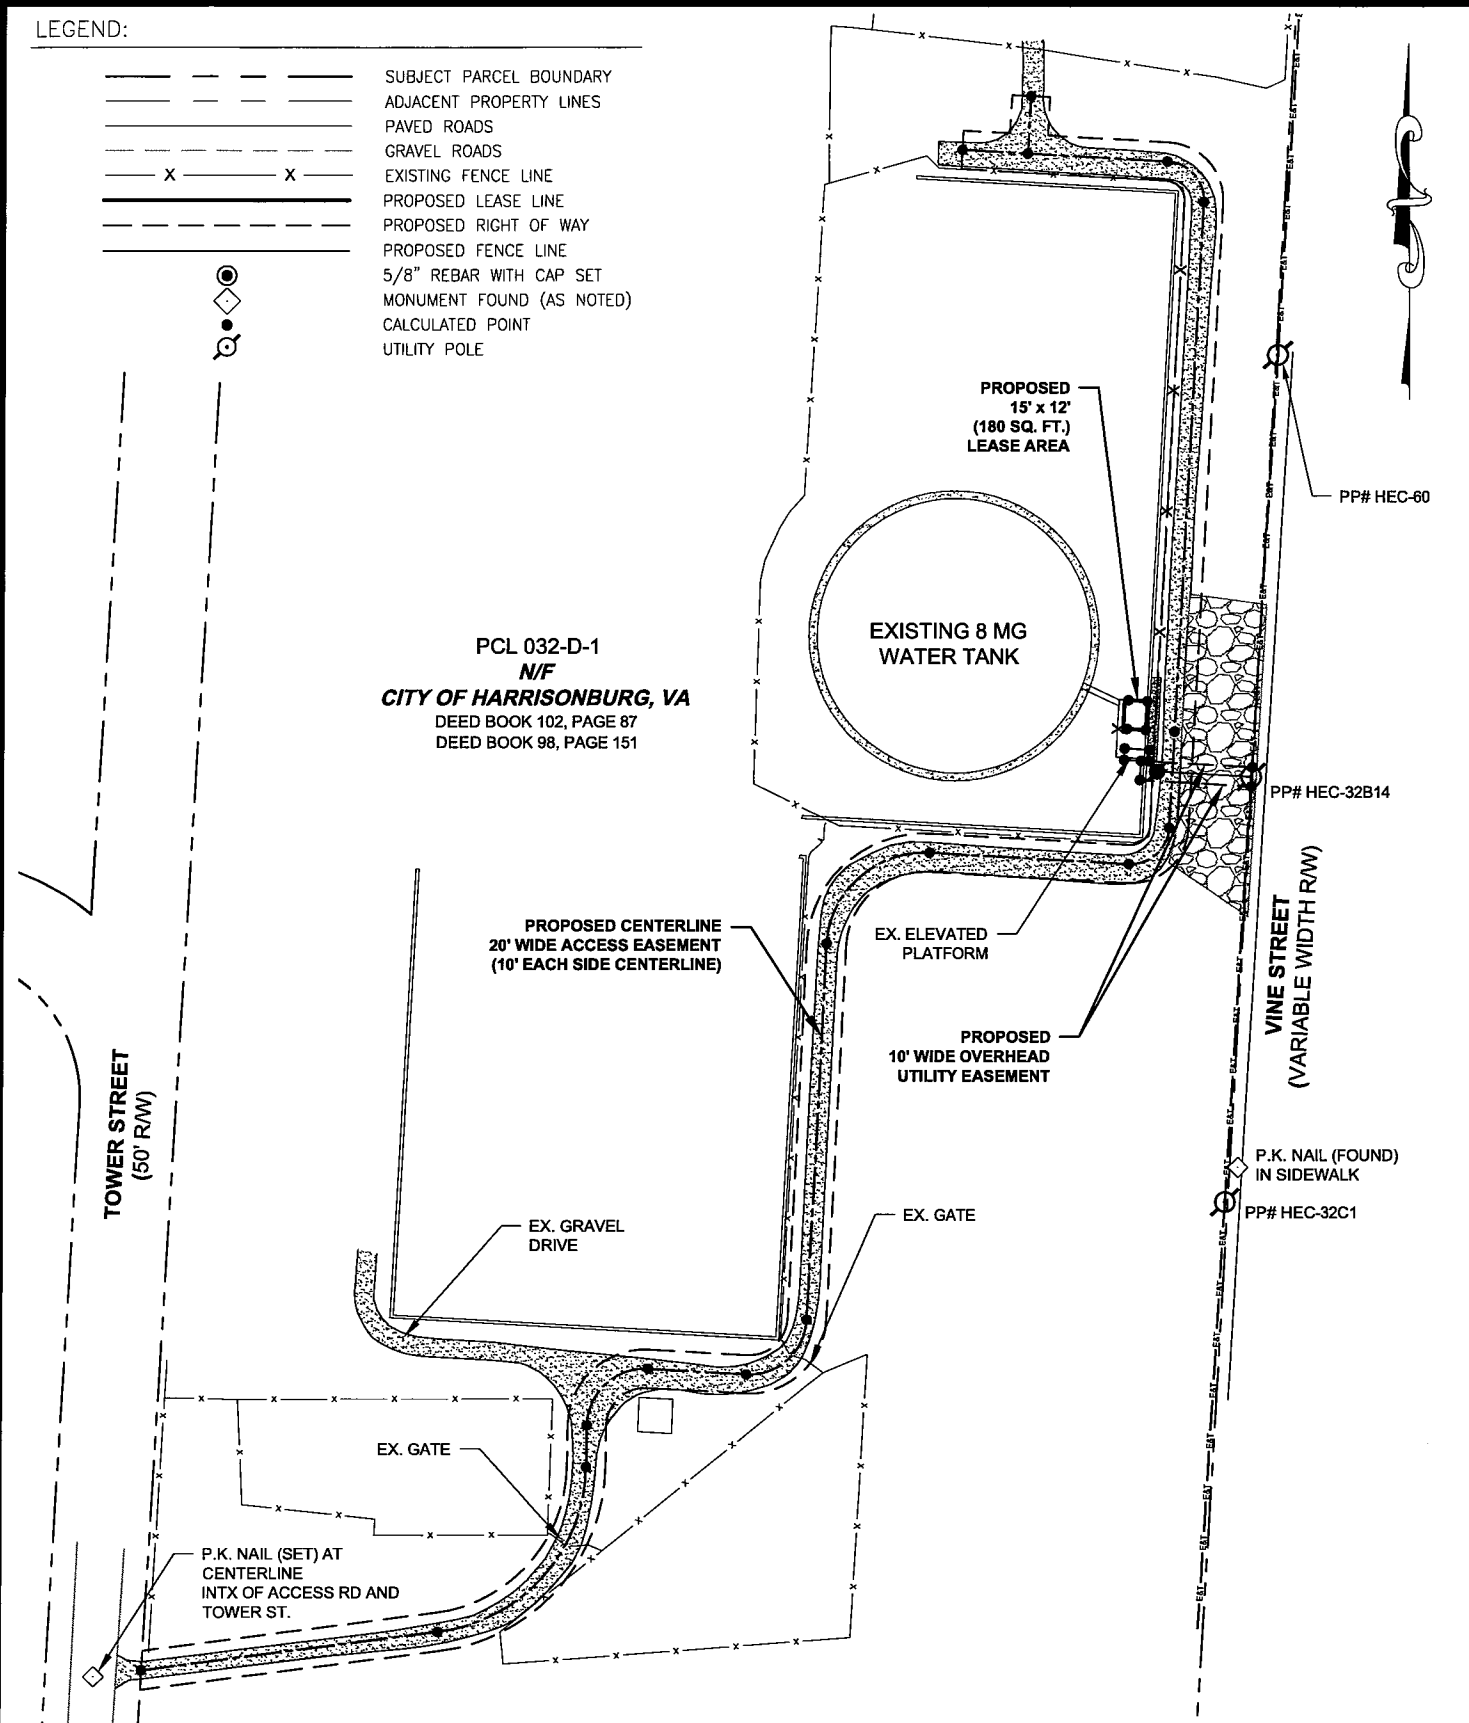 LEGEND:
SUBJECT PARCEL BOUNDARY
ADJACENT PROPERTY LINES
PAVED ROADS
GRAVEL ROADS
EXISTING FENCE LINE
PROPOSED LEASE LINE
PROPOSED RIGHT OF WAY
PROPOSED FENCE LINE
5/8" REBAR WITH CAP SET
MONUMENT FOUND (AS NOTED)
CALCULATED POINT
UTILITY POLE
PROPOSED
15' x 12'
(180 SQ. FT.)
LEASE AREA
PP# HEC-60
EXISTING 8 MG
WATER TANK
PCL 032-D-1
N/F
CITY OF HARRISONBURG, VA
DEED BOOK 102, PAGE 87
DEED BOOK 98, PAGE 151
PP# HEC-32B14
PROPOSED CENTERLINE
20' WIDE ACCESS EASEMENT
(10' EACH SIDE CENTERLINE)
EX. ELEVATED
PLATFORM
VINE STREET
(VARIABLE WIDTH R/W)
PROPOSED
10' WIDE OVERHEAD
UTILITY EASEMENT
TOWER STREET
(50' R/W)
P.K. NAIL (FOUND)
IN SIDEWALK
PP# HEC-32C1
EX. GRAVEL
DRIVE
EX. GATE
EX. GATE
P.K. NAIL (SET) AT
CENTERLINE
INTX OF ACCESS RD AND
TOWER ST.